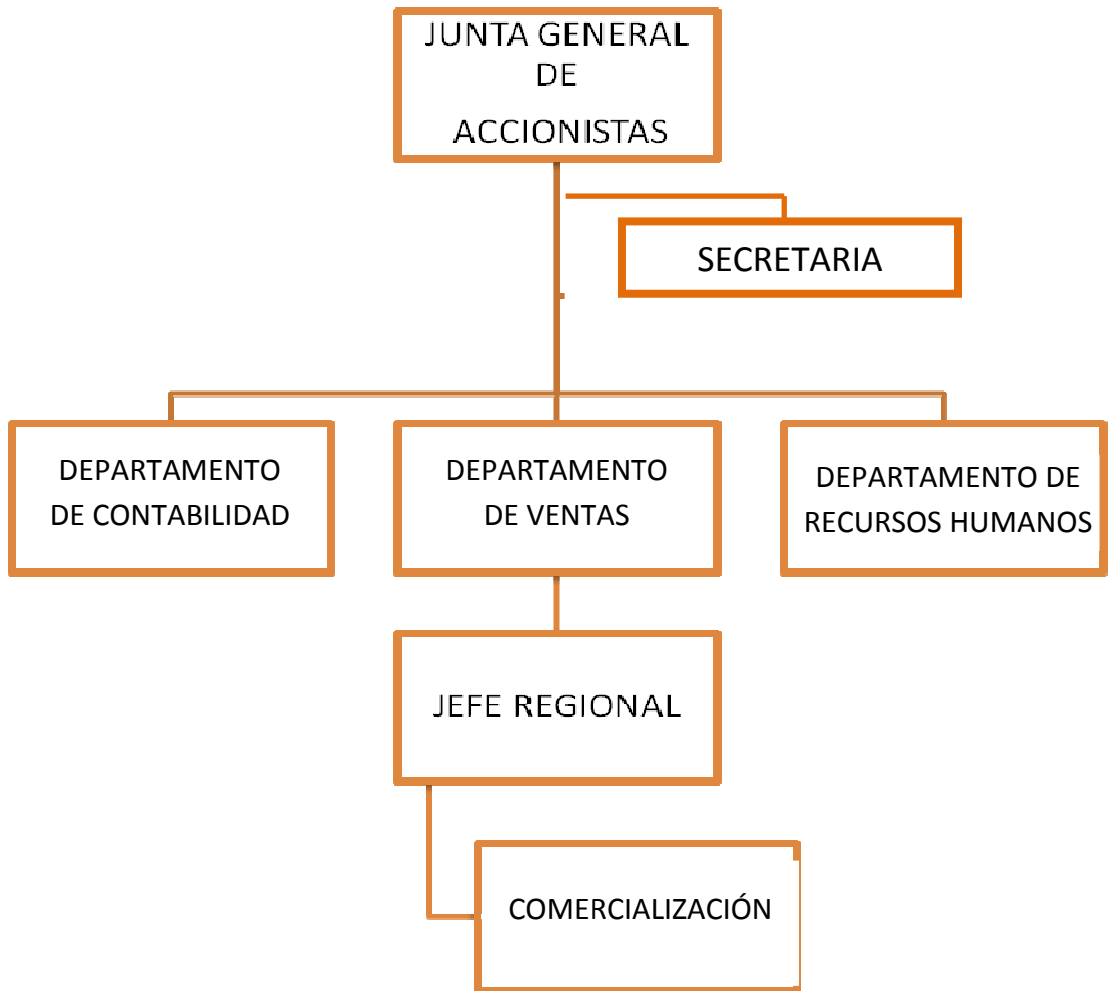 JUNTA GENERAL
DE
ACCIONISTAS
SECRETARIA
DEPARTAMENTO
DE CONTABILIDAD
DEPARTAMENTO
DE VENTAS
DEPARTAMENTO DE
RECURSOS HUMANOS
JEFE REGIONAL
COMERCIALIZACIÓN